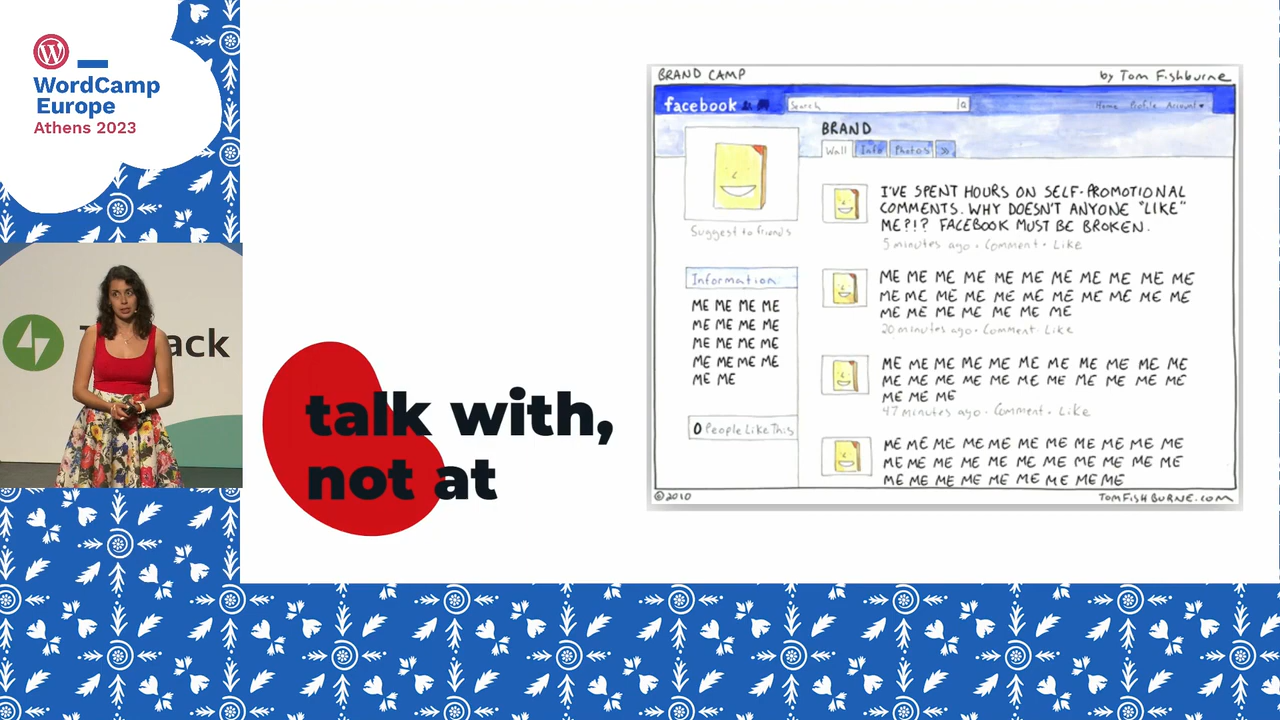 WordCamp
Europe
Athens 2023
ack
talk with,
not at
BRAND CAMP
by Tom Fishburne
facebook
Search
Home Profile Account
BRAND
Wall Info Photos >>
Suggest to friends
I'VE SPENT HOURS ON SELF-PROMOTIONAL
COMMENTS. WHY DOESN'T ANYONE "LIKE"
ME?!? FACEBOOK MUST BE BROKEN.
5 minutes ago · Comment · Like
Information
ME ME ME ME
ME ME ME ME
ME ME ME ME
ME ME ME ME
ME ME
0 People Like This
ME ME ME ME ME ME ME ME ME ME
ME ME ME ME ME ME ME ME ME ME
ME ME ME ME ME ME
20 minutes ago · Comment · Like
ME ME ME ME ME ME ME ME ME ME
ME ME ME ME ME ME ME ME ME ME
ME ME ME
47 minutes ago · Comment · Like
ME ME ME ME ME ME ME ME ME ME
ME ME ME ME ME ME ME ME ME ME
ME ME ME ME ME ME ME ME
©2010
TOMFISHBURNE.COM